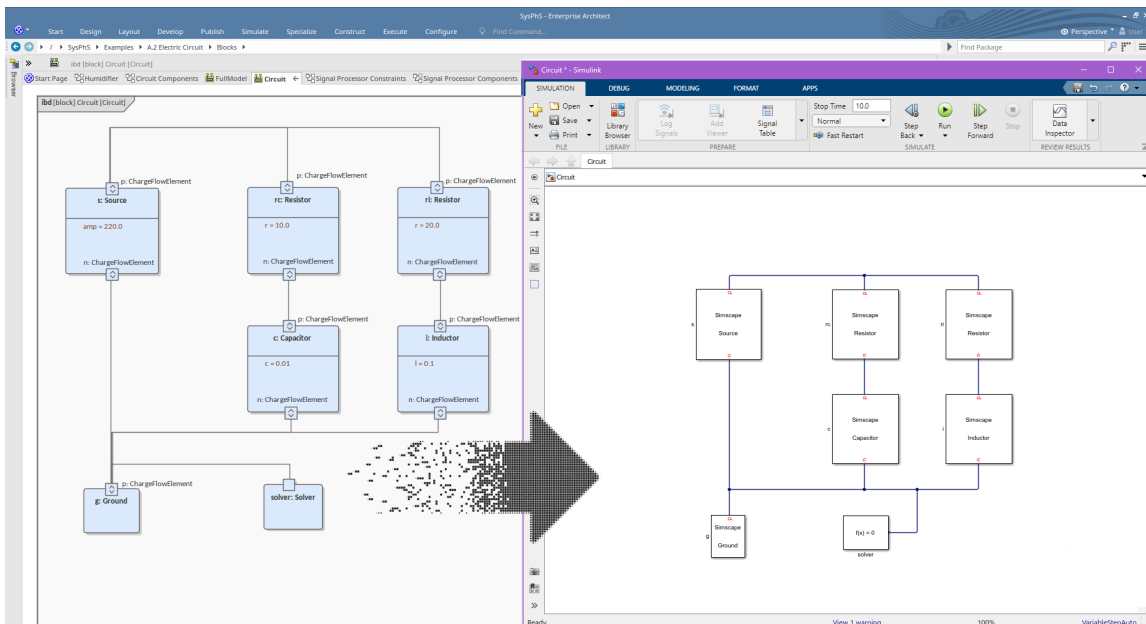 SysPhS - Enterprise Architect
Start Design Layout Develop Publish Simulate Specialize Construct Execute Configure Find Command...
Perspective
/ SysPhS Examples A.2 Electric Circuit Blocks
Find Package
ibd [block] Circuit [Circuit]
Start Page Humidifier Circuit Components FullModel Circuit Signal Processor Constraints Signal Processor Components
Browser
ibd [block] Circuit [Circuit]
p: ChargeFlowElement
p: ChargeFlowElement
p: ChargeFlowElement
s: Source
rc: Resistor
rl: Resistor
amp = 220.0
r = 10.0
r = 20.0
n: ChargeFlowElement
n: ChargeFlowElement
n: ChargeFlowElement
p: ChargeFlowElement
p: ChargeFlowElement
c: Capacitor
i: Inductor
c = 0.01
l = 0.1
n: ChargeFlowElement
n: ChargeFlowElement
p: ChargeFlowElement
g: Ground
solver: Solver
Circuit * - Simulink
SIMULATION DEBUG MODELING FORMAT APPS
New
Open
Save
Print
FILE
Library
Browser
LIBRARY
Log
Signals
Add
Viewer
Signal
Table
PREPARE
Stop Time 10.0
Normal
Fast Restart
Step
Back
Run
Step
Forward
Stop
SIMULATE
Data
Inspector
REVIEW RESULTS
Circuit
Circuit
p
p
p
s
Simscape
Source
rc
Simscape
Resistor
Simscape
Resistor
n
n
n
p
p
c
Simscape
Capacitor
i
Simscape
Inductor
n
n
p
g
Simscape
Ground
f(x) = 0
solver
Ready
View 1 warning
100%
VariableStepAuto